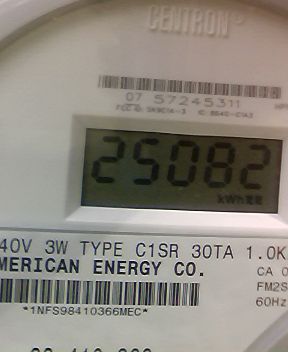 CENTRON®
07 57245311
25082
kWh
40V 3W TYPE C1SR 30TA 1.0K
MERICAN ENERGY CO.
CA 0
FM2S
60Hz
*1NFS98410366MEC*